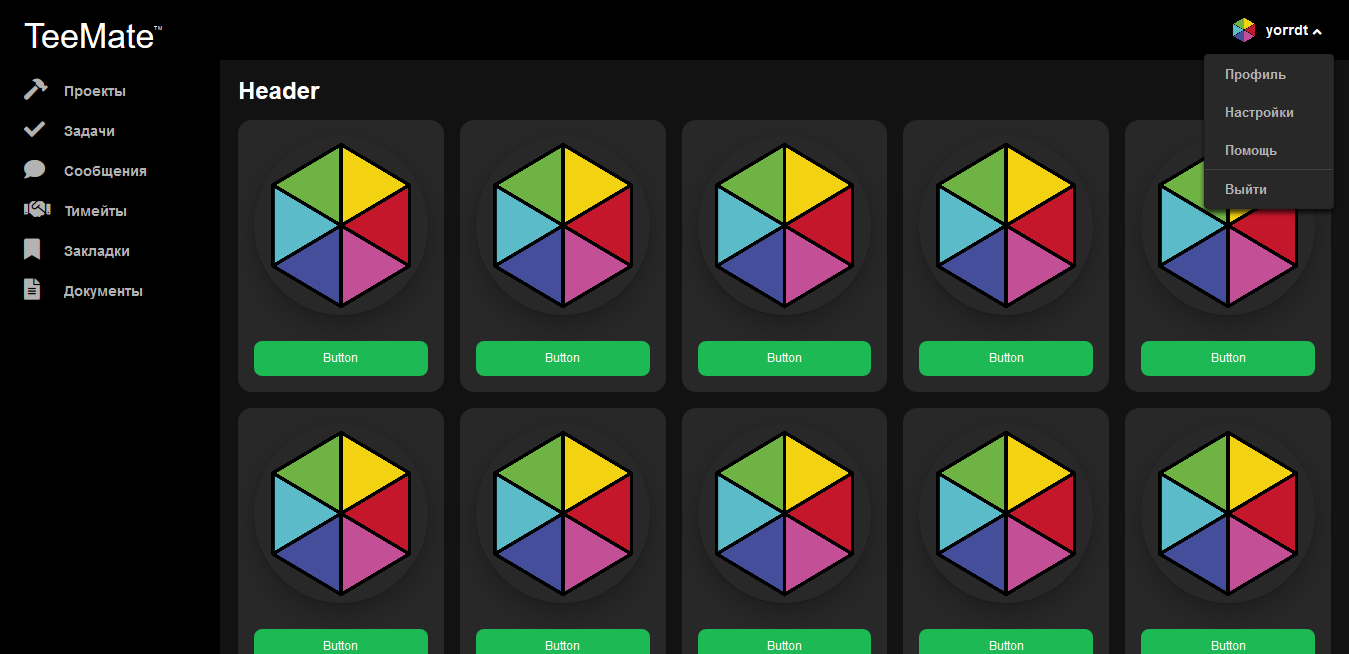 TeeMate™
yorrdt
Профиль
Настройки
Помощь
Выйти
Проекты
Задачи
Сообщения
Тимейты
Закладки
Документы
Header
Button
Button
Button
Button
Button
Button
Button
Button
Button
Button